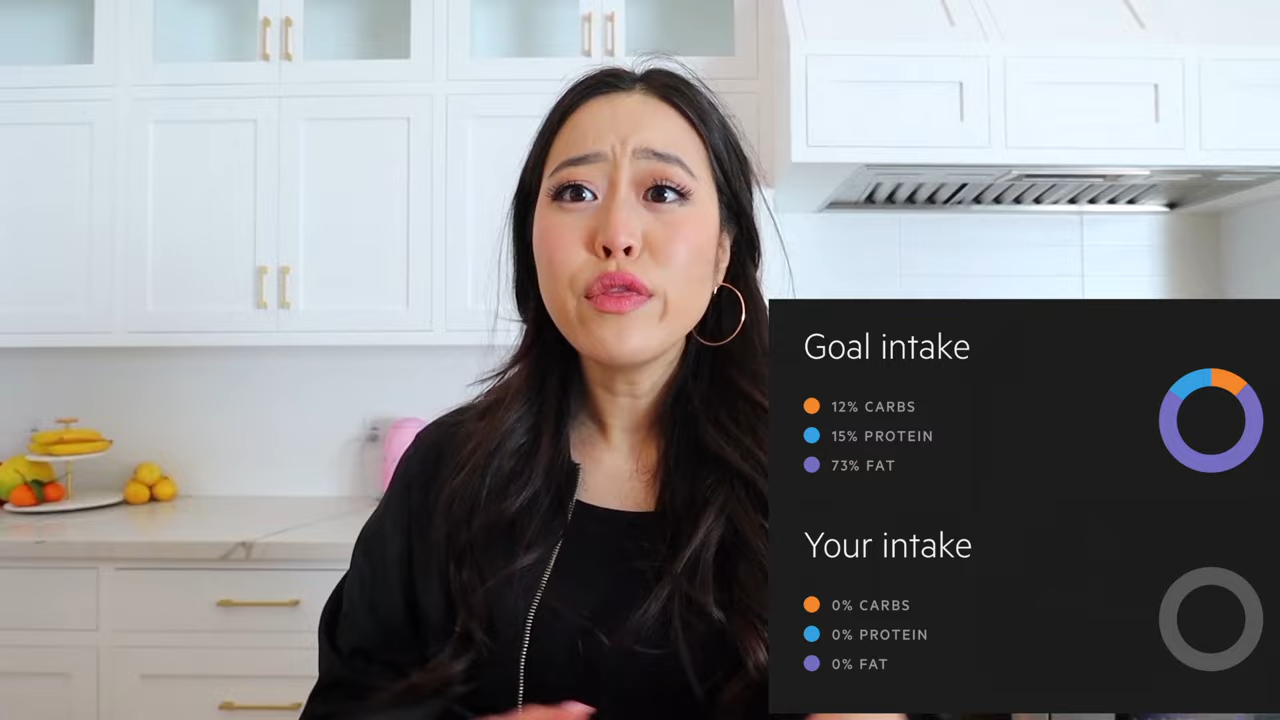 Goal intake
12% CARBS
15% PROTEIN
73% FAT
Your intake
0% CARBS
0% PROTEIN
0% FAT